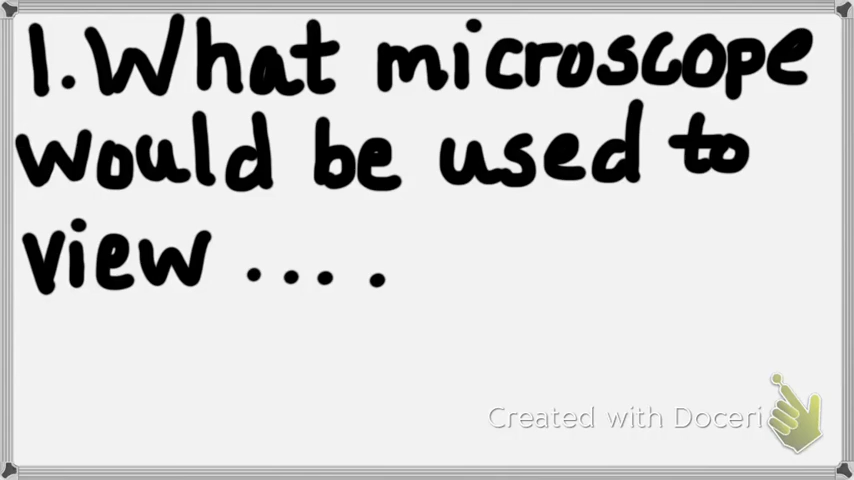 1. What microscope
would be used to
view ....
Created with Doceri